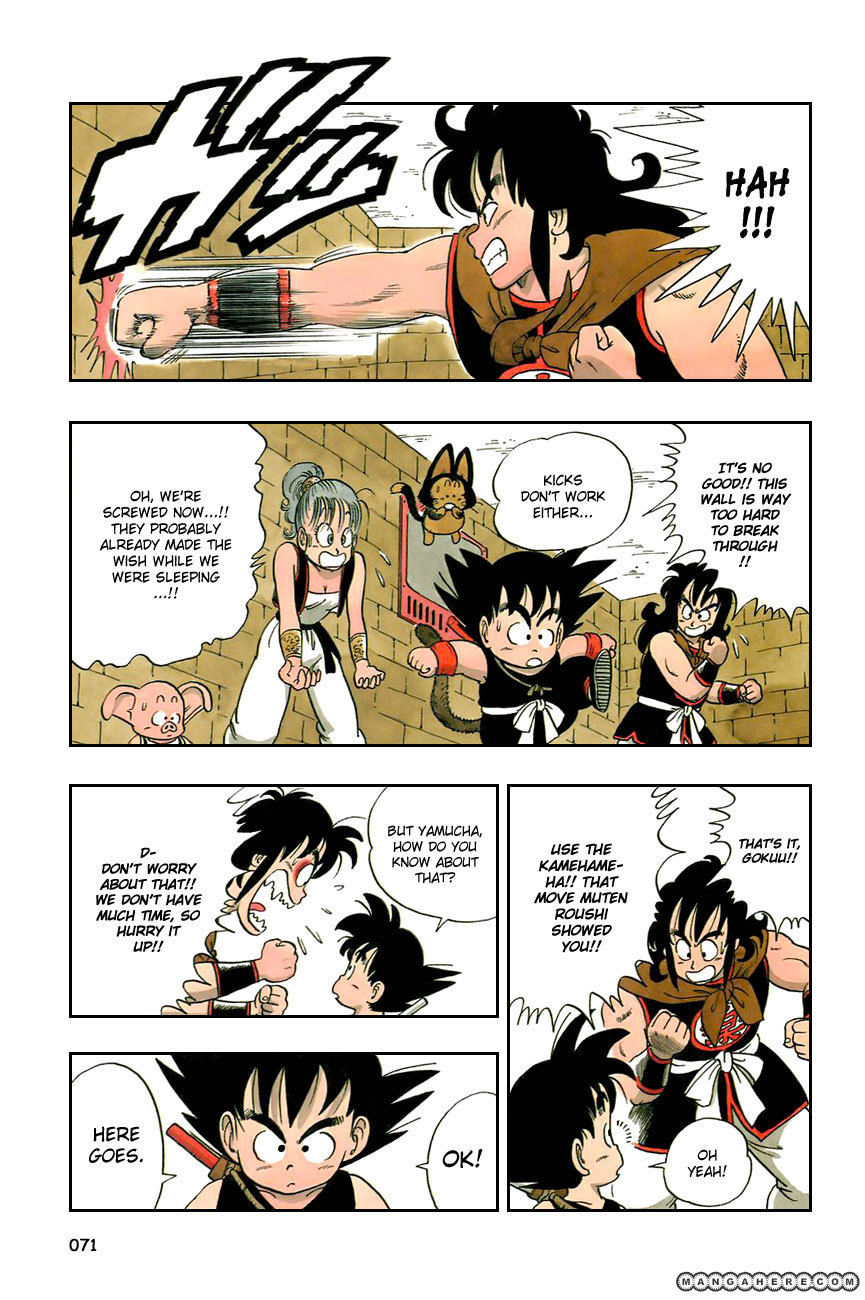 ガッ
HAH
!!!
IT'S NO
GOOD!! THIS
WALL IS WAY
TOO HARD
TO BREAK
THROUGH
!!
KICKS
DON'T WORK
EITHER...
OH, WE'RE
SCREWED NOW...!!
THEY PROBABLY
ALREADY MADE THE
WISH WHILE WE
WERE SLEEPING
...!!
THAT'S IT,
GOKUU!!
USE THE
KAMEHAME-
HA!! THAT
MOVE MUTEN
ROUSHI
SHOWED
YOU!!
OH
YEAH!
BUT YAMUCHA,
HOW DO YOU
KNOW ABOUT
THAT?
D-
DON'T WORRY
ABOUT THAT!!
WE DON'T HAVE
MUCH TIME, SO
HURRY IT
UP!!
OK!
HERE
GOES.
071
MANGAHERE.COM